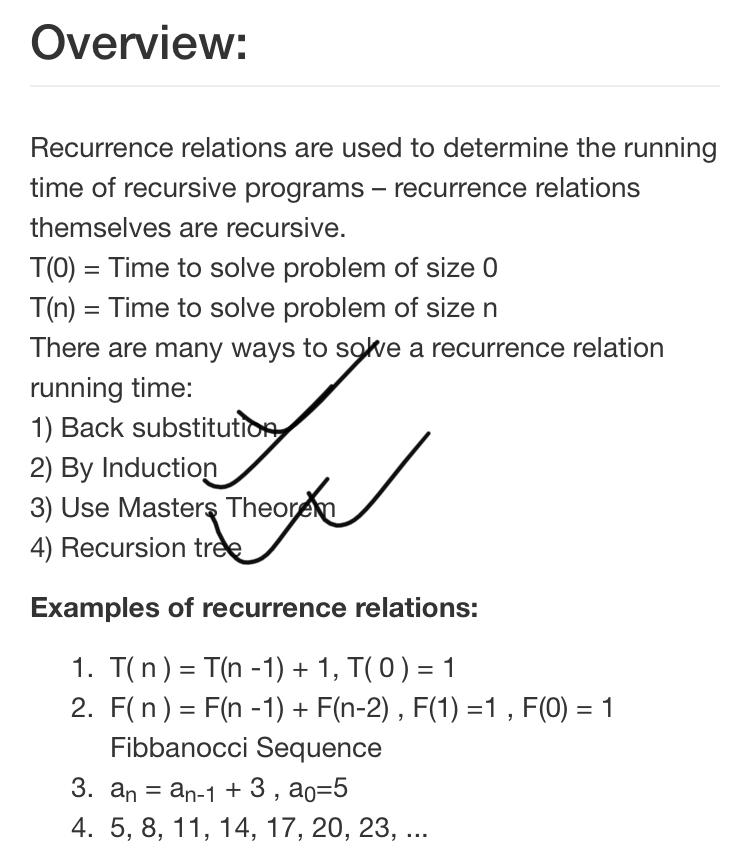 Overview:
Recurrence relations are used to determine the running
time of recursive programs – recurrence relations
themselves are recursive.
T(0) = Time to solve problem of size 0
T(n) = Time to solve problem of size n
There are many ways to solve a recurrence relation
running time:
1) Back substitution
2) By Induction
3) Use Masters Theorem
4) Recursion tree
Examples of recurrence relations:
1. T( n ) = T(n -1) + 1, T( 0 ) = 1
2. F( n ) = F(n -1) + F(n-2) , F(1) =1 , F(0) = 1
Fibbanocci Sequence
3. aₙ = aₙ₋₁ + 3 , a₀=5
4. 5, 8, 11, 14, 17, 20, 23, ...